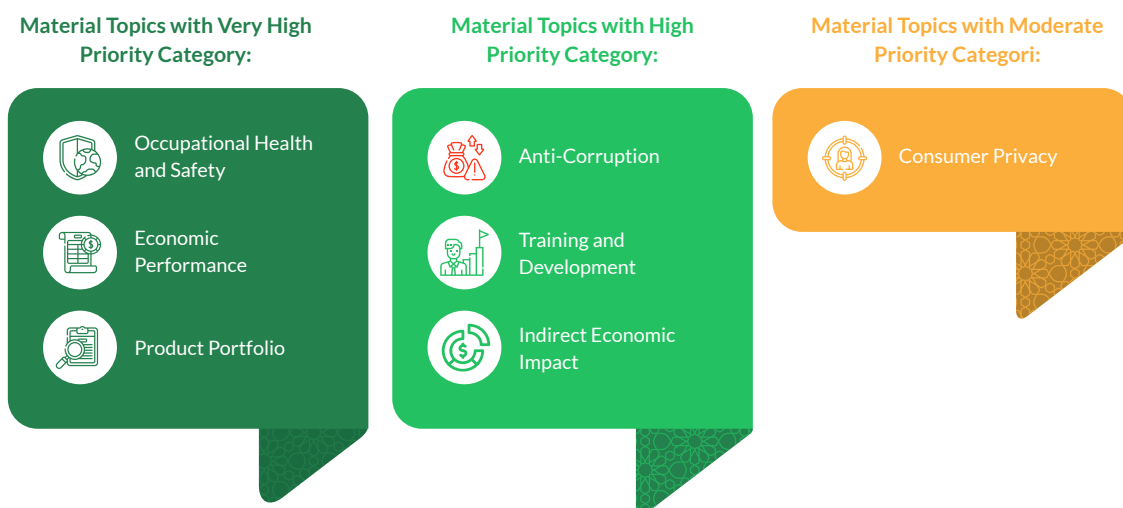 Material Topics with Very High
Priority Category:
Occupational Health
and Safety
Economic
Performance
Product Portfolio
Material Topics with High
Priority Category:
Anti-Corruption
Training and
Development
Indirect Economic
Impact
Material Topics with Moderate
Priority Categori:
Consumer Privacy